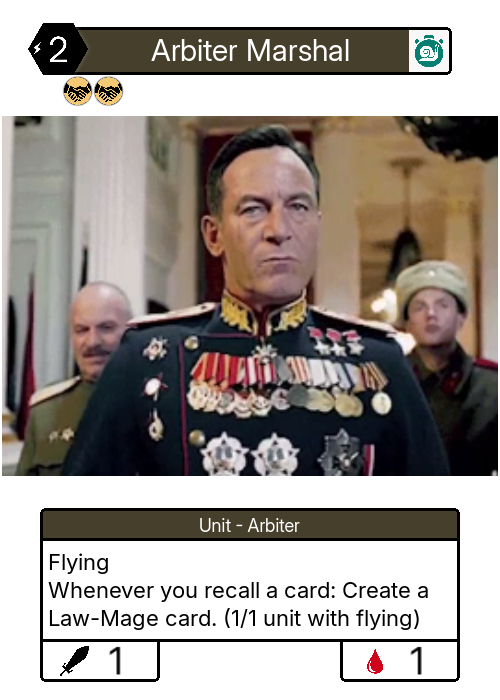 2
Arbiter Marshal
Unit - Arbiter
Flying
Whenever you recall a card: Create a
Law-Mage card. (1/1 unit with flying)
1
1